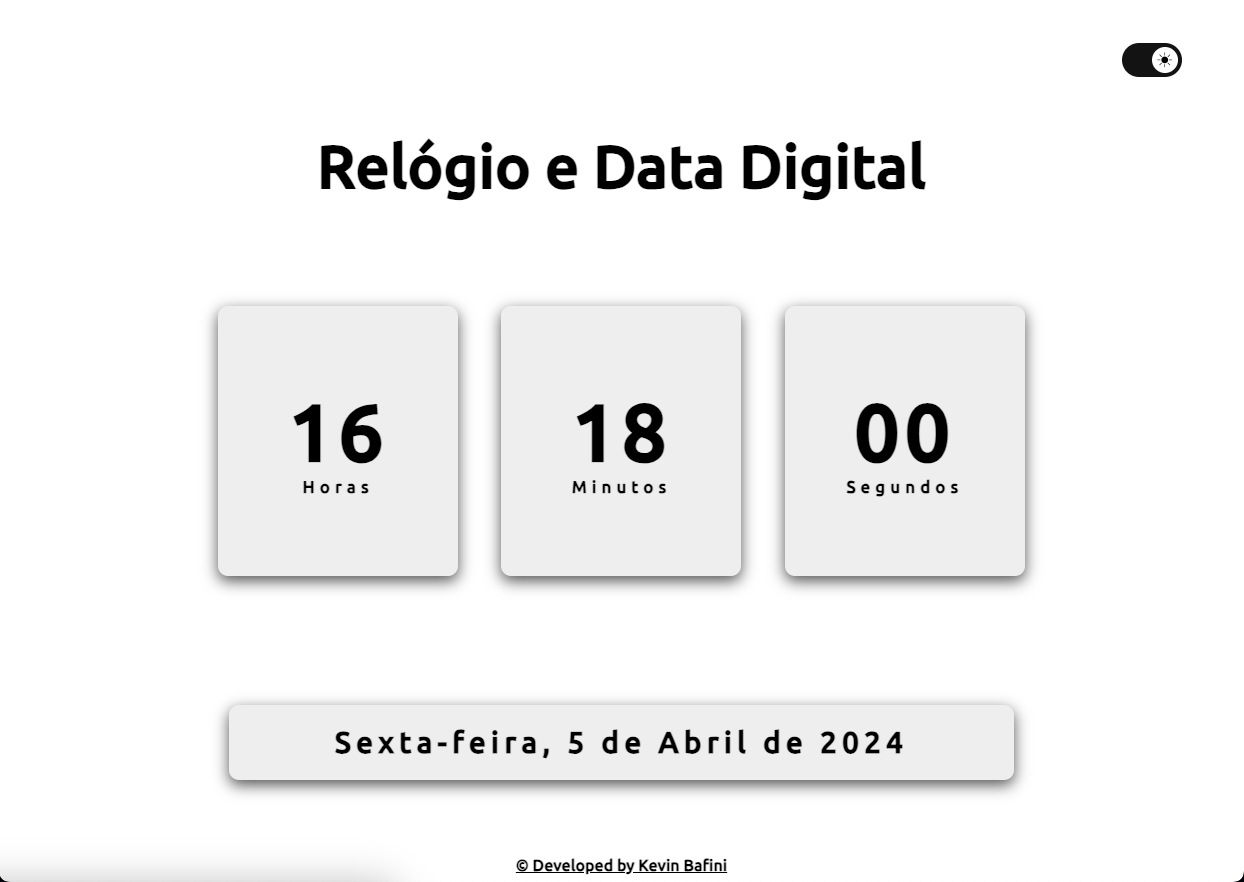 Relógio e Data Digital
16 18 00
Horas Minutos Segundos
Sexta-feira, 5 de Abril de 2024
© Developed by Kevin Bafini